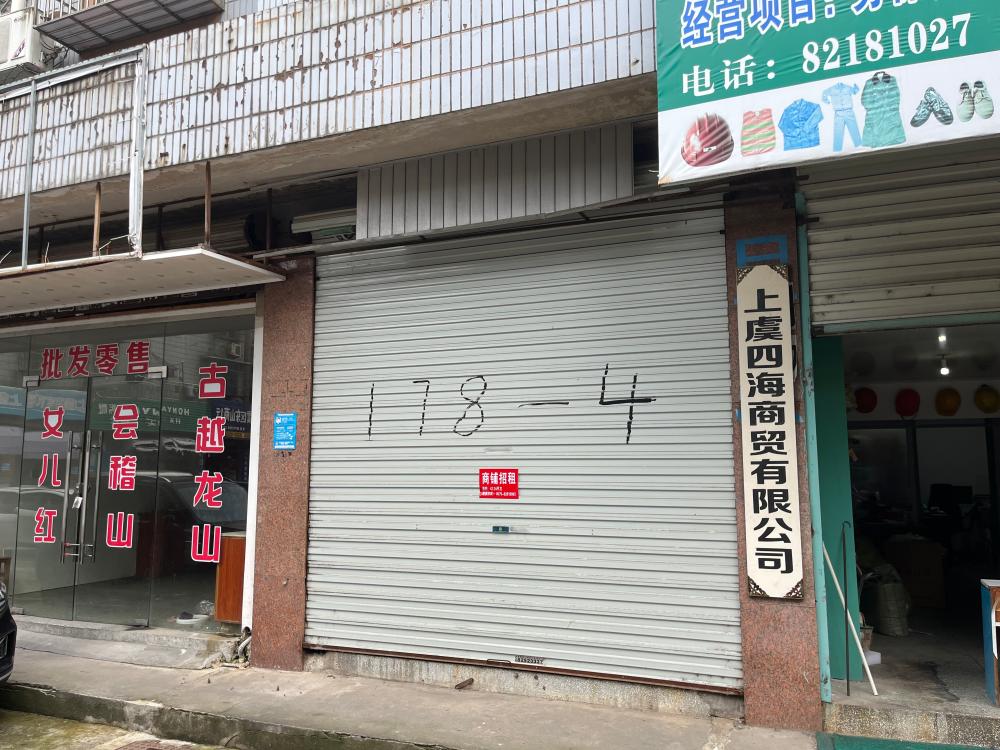 经营项目：劳
电话：82181027
上虞四海商贸有限公司
178-4
商铺招租
批发零售
古越龙山
会稽山
女儿红